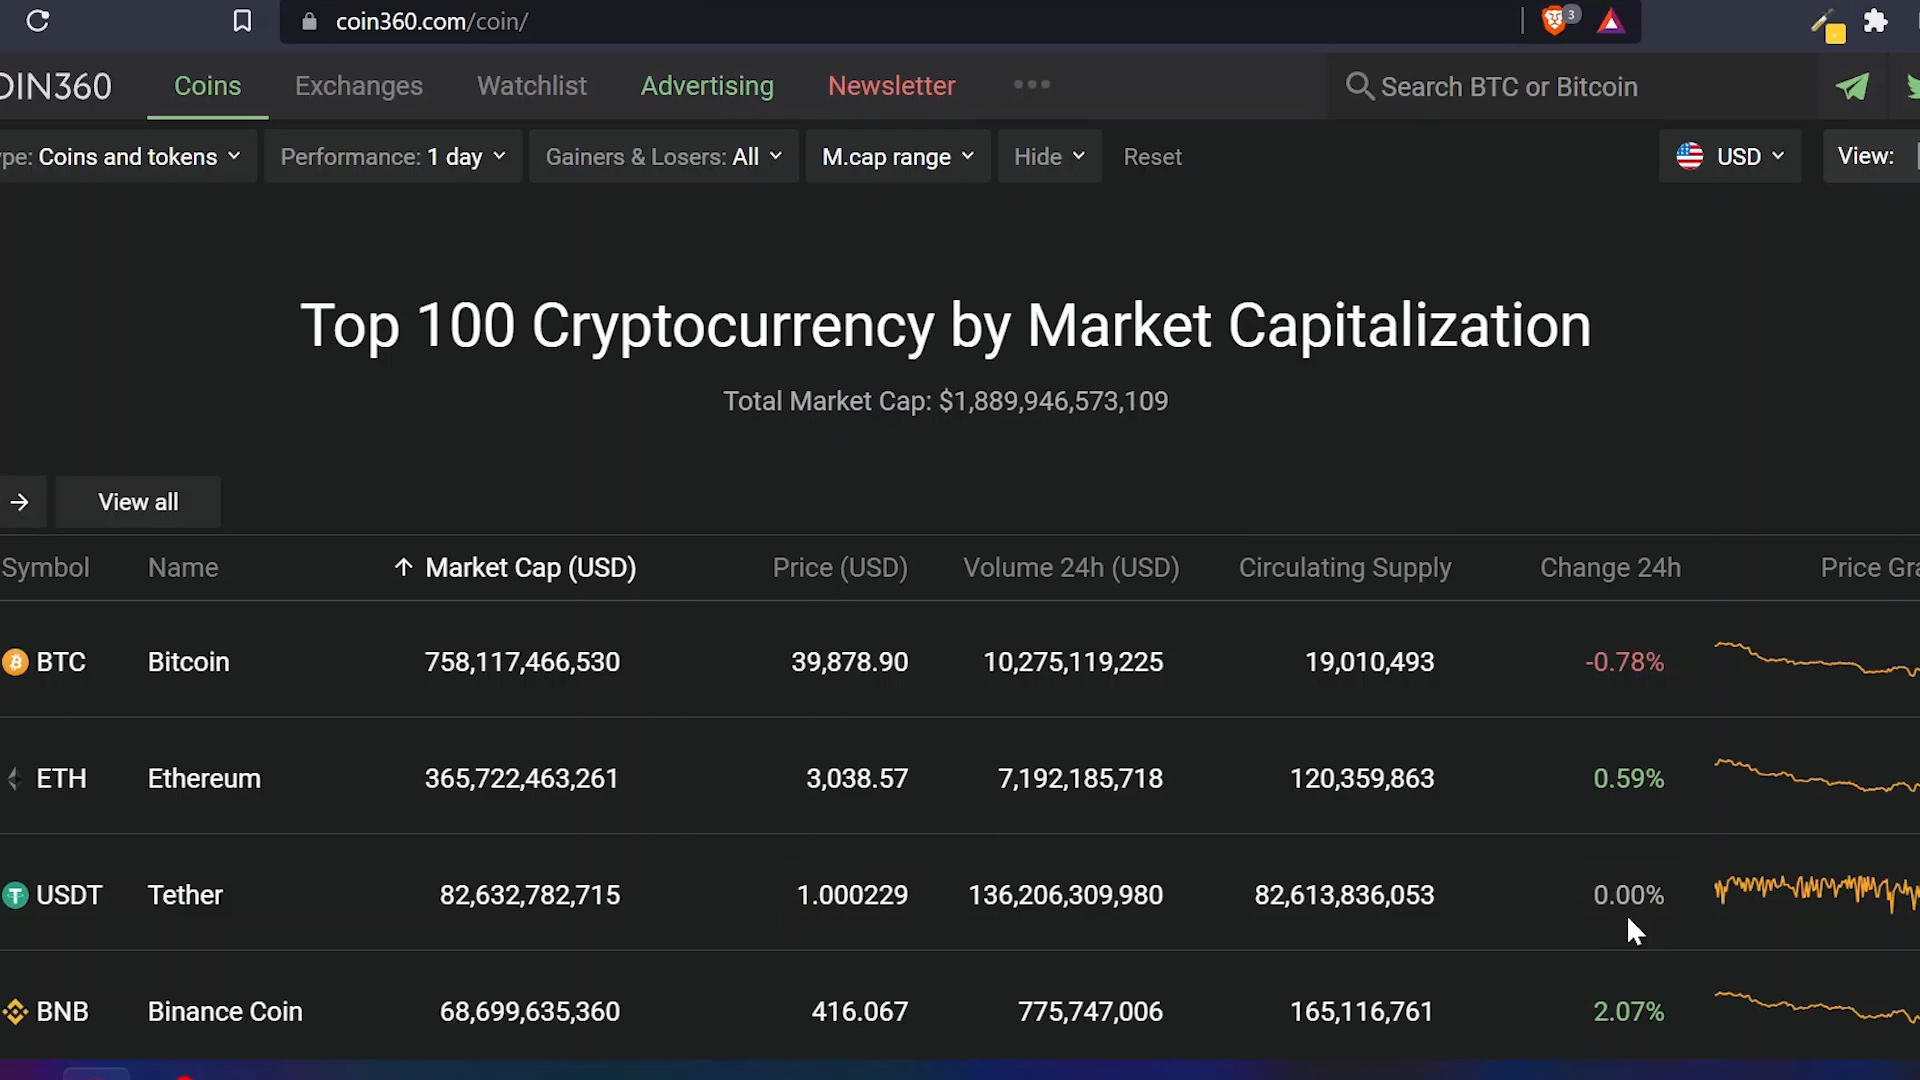 coin360.com/coin/
3
OIN360 Coins Exchanges Watchlist Advertising Newsletter ••• Search BTC or Bitcoin
pe: Coins and tokens Performance: 1 day Gainers & Losers: All M.cap range Hide Reset USD View:
Top 100 Cryptocurrency by Market Capitalization
Total Market Cap: $1,889,946,573,109
→ View all
Symbol Name ↑ Market Cap (USD) Price (USD) Volume 24h (USD) Circulating Supply Change 24h Price Gra
BTC Bitcoin 758,117,466,530 39,878.90 10,275,119,225 19,010,493 -0.78%
ETH Ethereum 365,722,463,261 3,038.57 7,192,185,718 120,359,863 0.59%
USDT Tether 82,632,782,715 1.000229 136,206,309,980 82,613,836,053 0.00%
BNB Binance Coin 68,699,635,360 416.067 775,747,006 165,116,761 2.07%